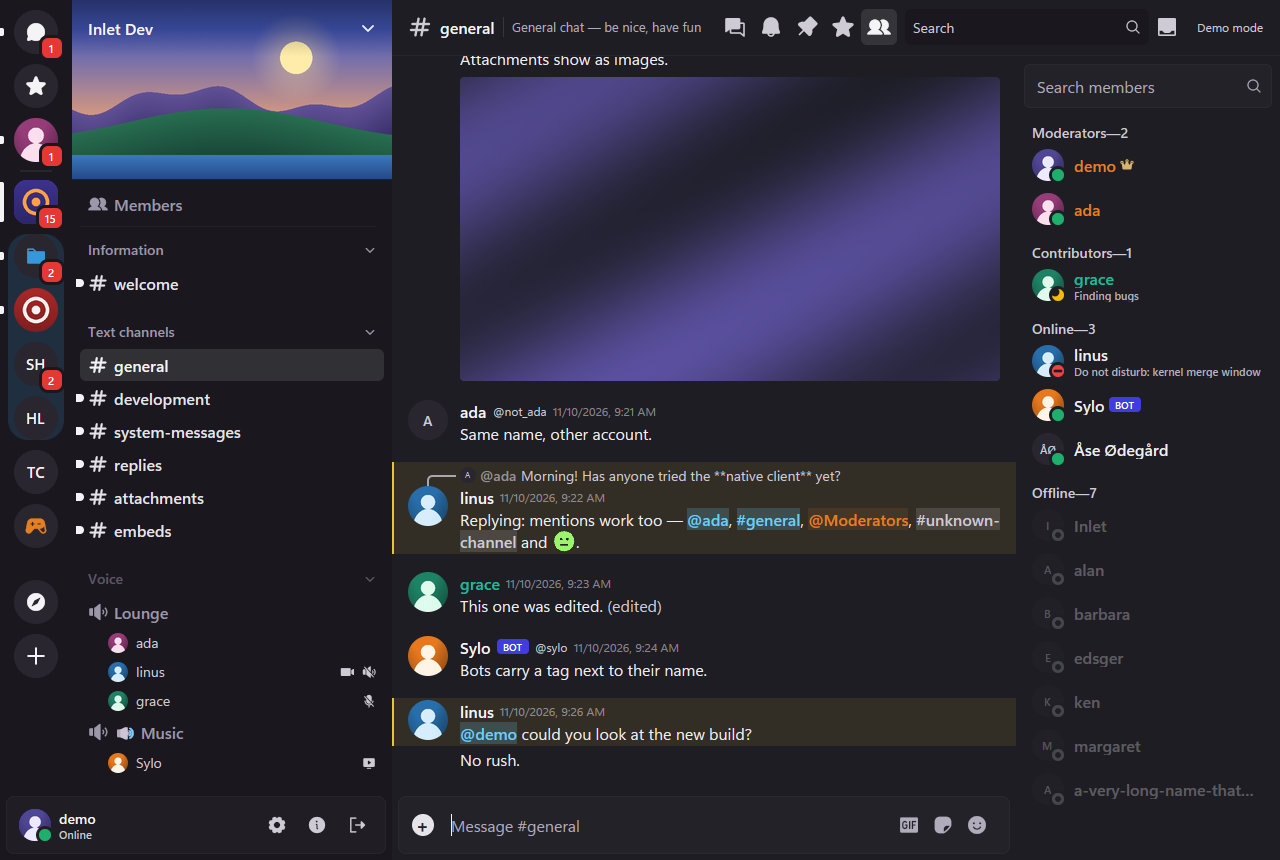 1
1
15
2
SH
2
HL
TC
Inlet Dev
Members
Information
# welcome
Text channels
# general
# development
# system-messages
# replies
# attachments
# embeds
Voice
Lounge
ada
linus
grace
Music
Sylo
demo
Online
# general
General chat — be nice, have fun
Search
Demo mode
Attachments show as images.
A
ada @not_ada 11/10/2026, 9:21 AM
Same name, other account.
A @ada Morning! Has anyone tried the **native client** yet?
linus 11/10/2026, 9:22 AM
Replying: mentions work too — @ada, #general, @Moderators, #unknown-
channel and .
grace 11/10/2026, 9:23 AM
This one was edited. (edited)
Sylo BOT @sylo 11/10/2026, 9:24 AM
Bots carry a tag next to their name.
linus 11/10/2026, 9:26 AM
@demo could you look at the new build?
No rush.
Message #general
GIF
Search members
Moderators—2
demo
ada
Contributors—1
grace
Finding bugs
Online—3
linus
Do not disturb: kernel merge window
Sylo BOT
ÅØ Åse Ødegård
Offline—7
I Inlet
A alan
B barbara
E edsger
K ken
M margaret
A a-very-long-name-that...